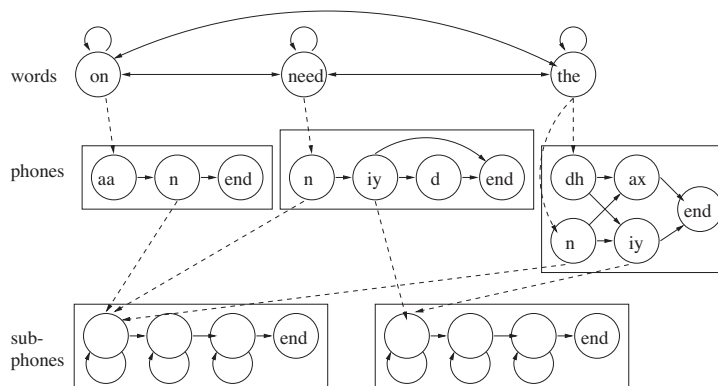 words on need the
phones aa n end n iy d end dh ax end
n iy
sub-
phones end end